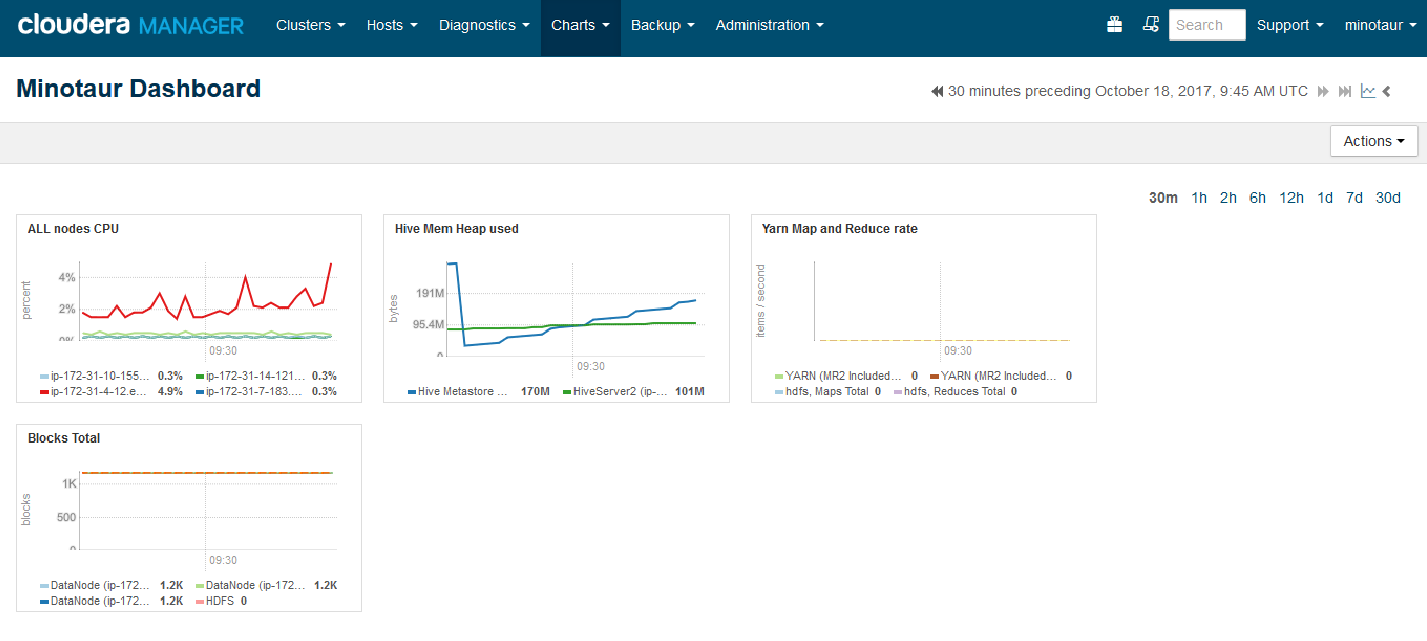 cloudera MANAGER Clusters Hosts Diagnostics Charts Backup Administration Search Support minotaur
Minotaur Dashboard
30 minutes preceding October 18, 2017, 9:45 AM UTC
Actions
30m 1h 2h 6h 12h 1d 7d 30d
ALL nodes CPU
percent
4%
2%
0%
09:30
ip-172-31-10-155... 0.3% ip-172-31-14-121... 0.3%
ip-172-31-4-12.e... 4.9% ip-172-31-7-183.... 0.3%
Hive Mem Heap used
bytes
191M
95.4M
0
09:30
Hive Metastore ... 170M HiveServer2 (ip-... 101M
Yarn Map and Reduce rate
items / second
09:30
YARN (MR2 Included... 0 YARN (MR2 Included... 0
hdfs, Maps Total 0 hdfs, Reduces Total 0
Blocks Total
blocks
1K
500
0
09:30
DataNode (ip-172... 1.2K DataNode (ip-172... 1.2K
DataNode (ip-172... 1.2K HDFS 0